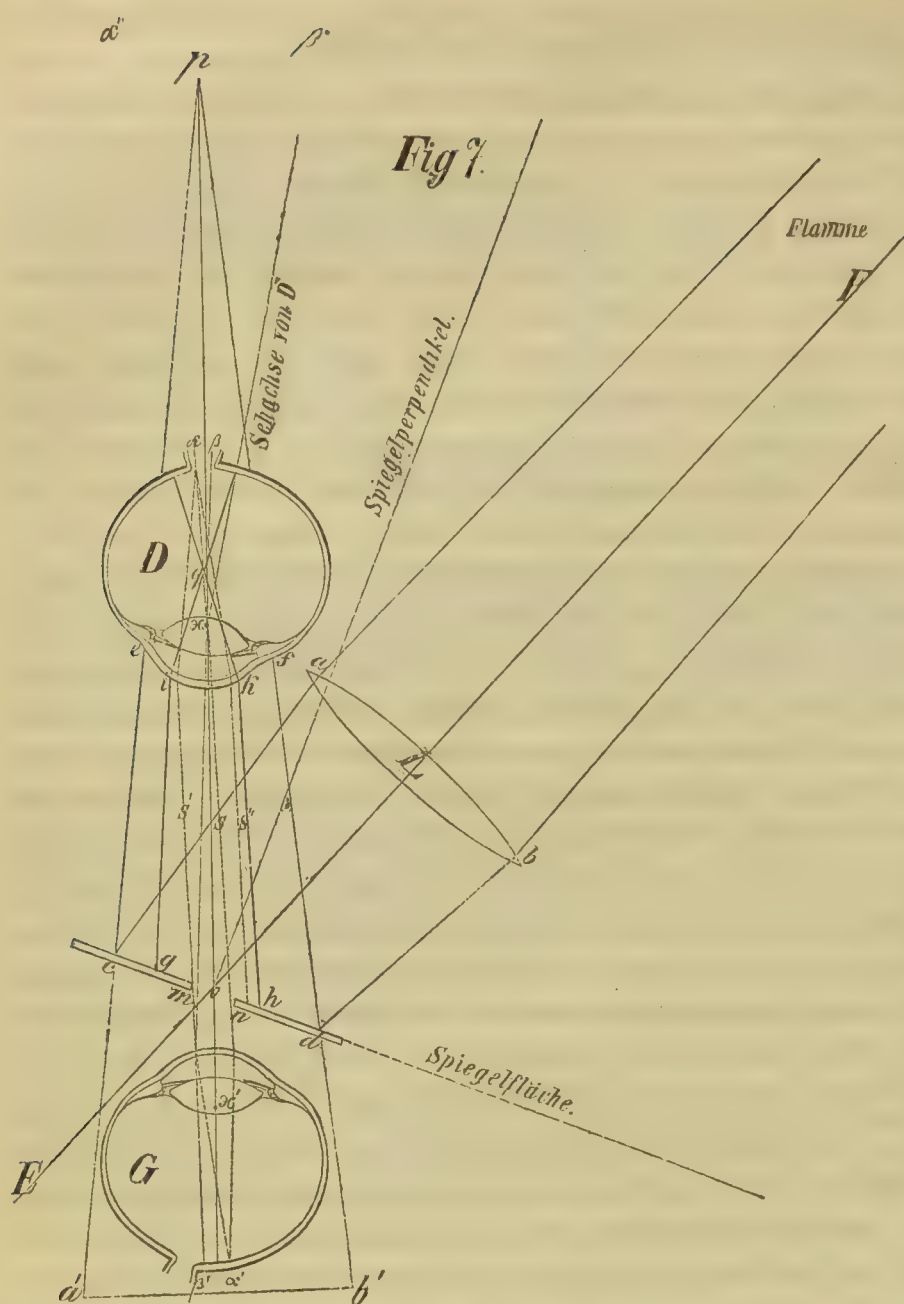 α" β"
p
Fig 7.
Flamme
F
Sehachse von D
Spiegelperpendikel.
α β
D
q
x
e f
i h
a
L
s' s s"
b
c g
m o
n h
d
Spiegelfläche.
x'
E
G
β' α'
a' b'